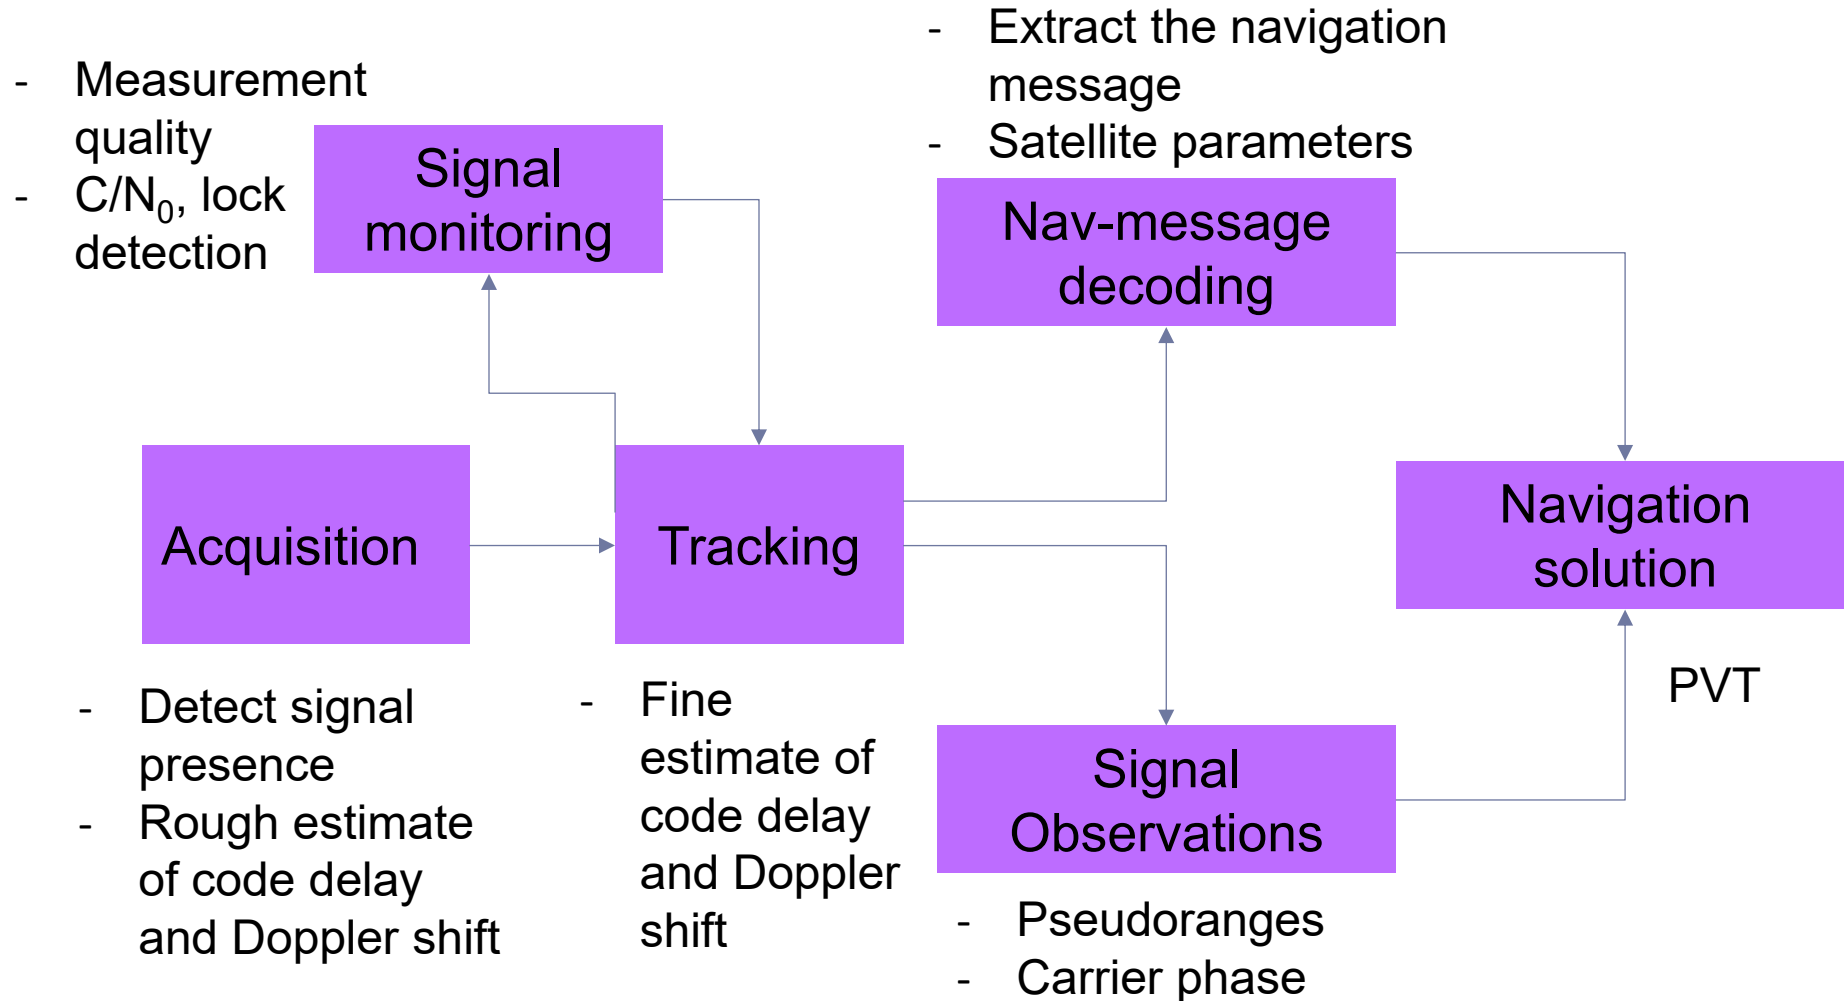 - Measurement
quality
- C/N₀, lock
detection
Signal
monitoring
- Extract the navigation
message
- Satellite parameters
Nav-message
decoding
Acquisition
Tracking
Navigation
solution
- Detect signal
presence
- Rough estimate
of code delay
and Doppler shift
- Fine
estimate of
code delay
and Doppler
shift
PVT
Signal
Observations
- Pseudoranges
- Carrier phase